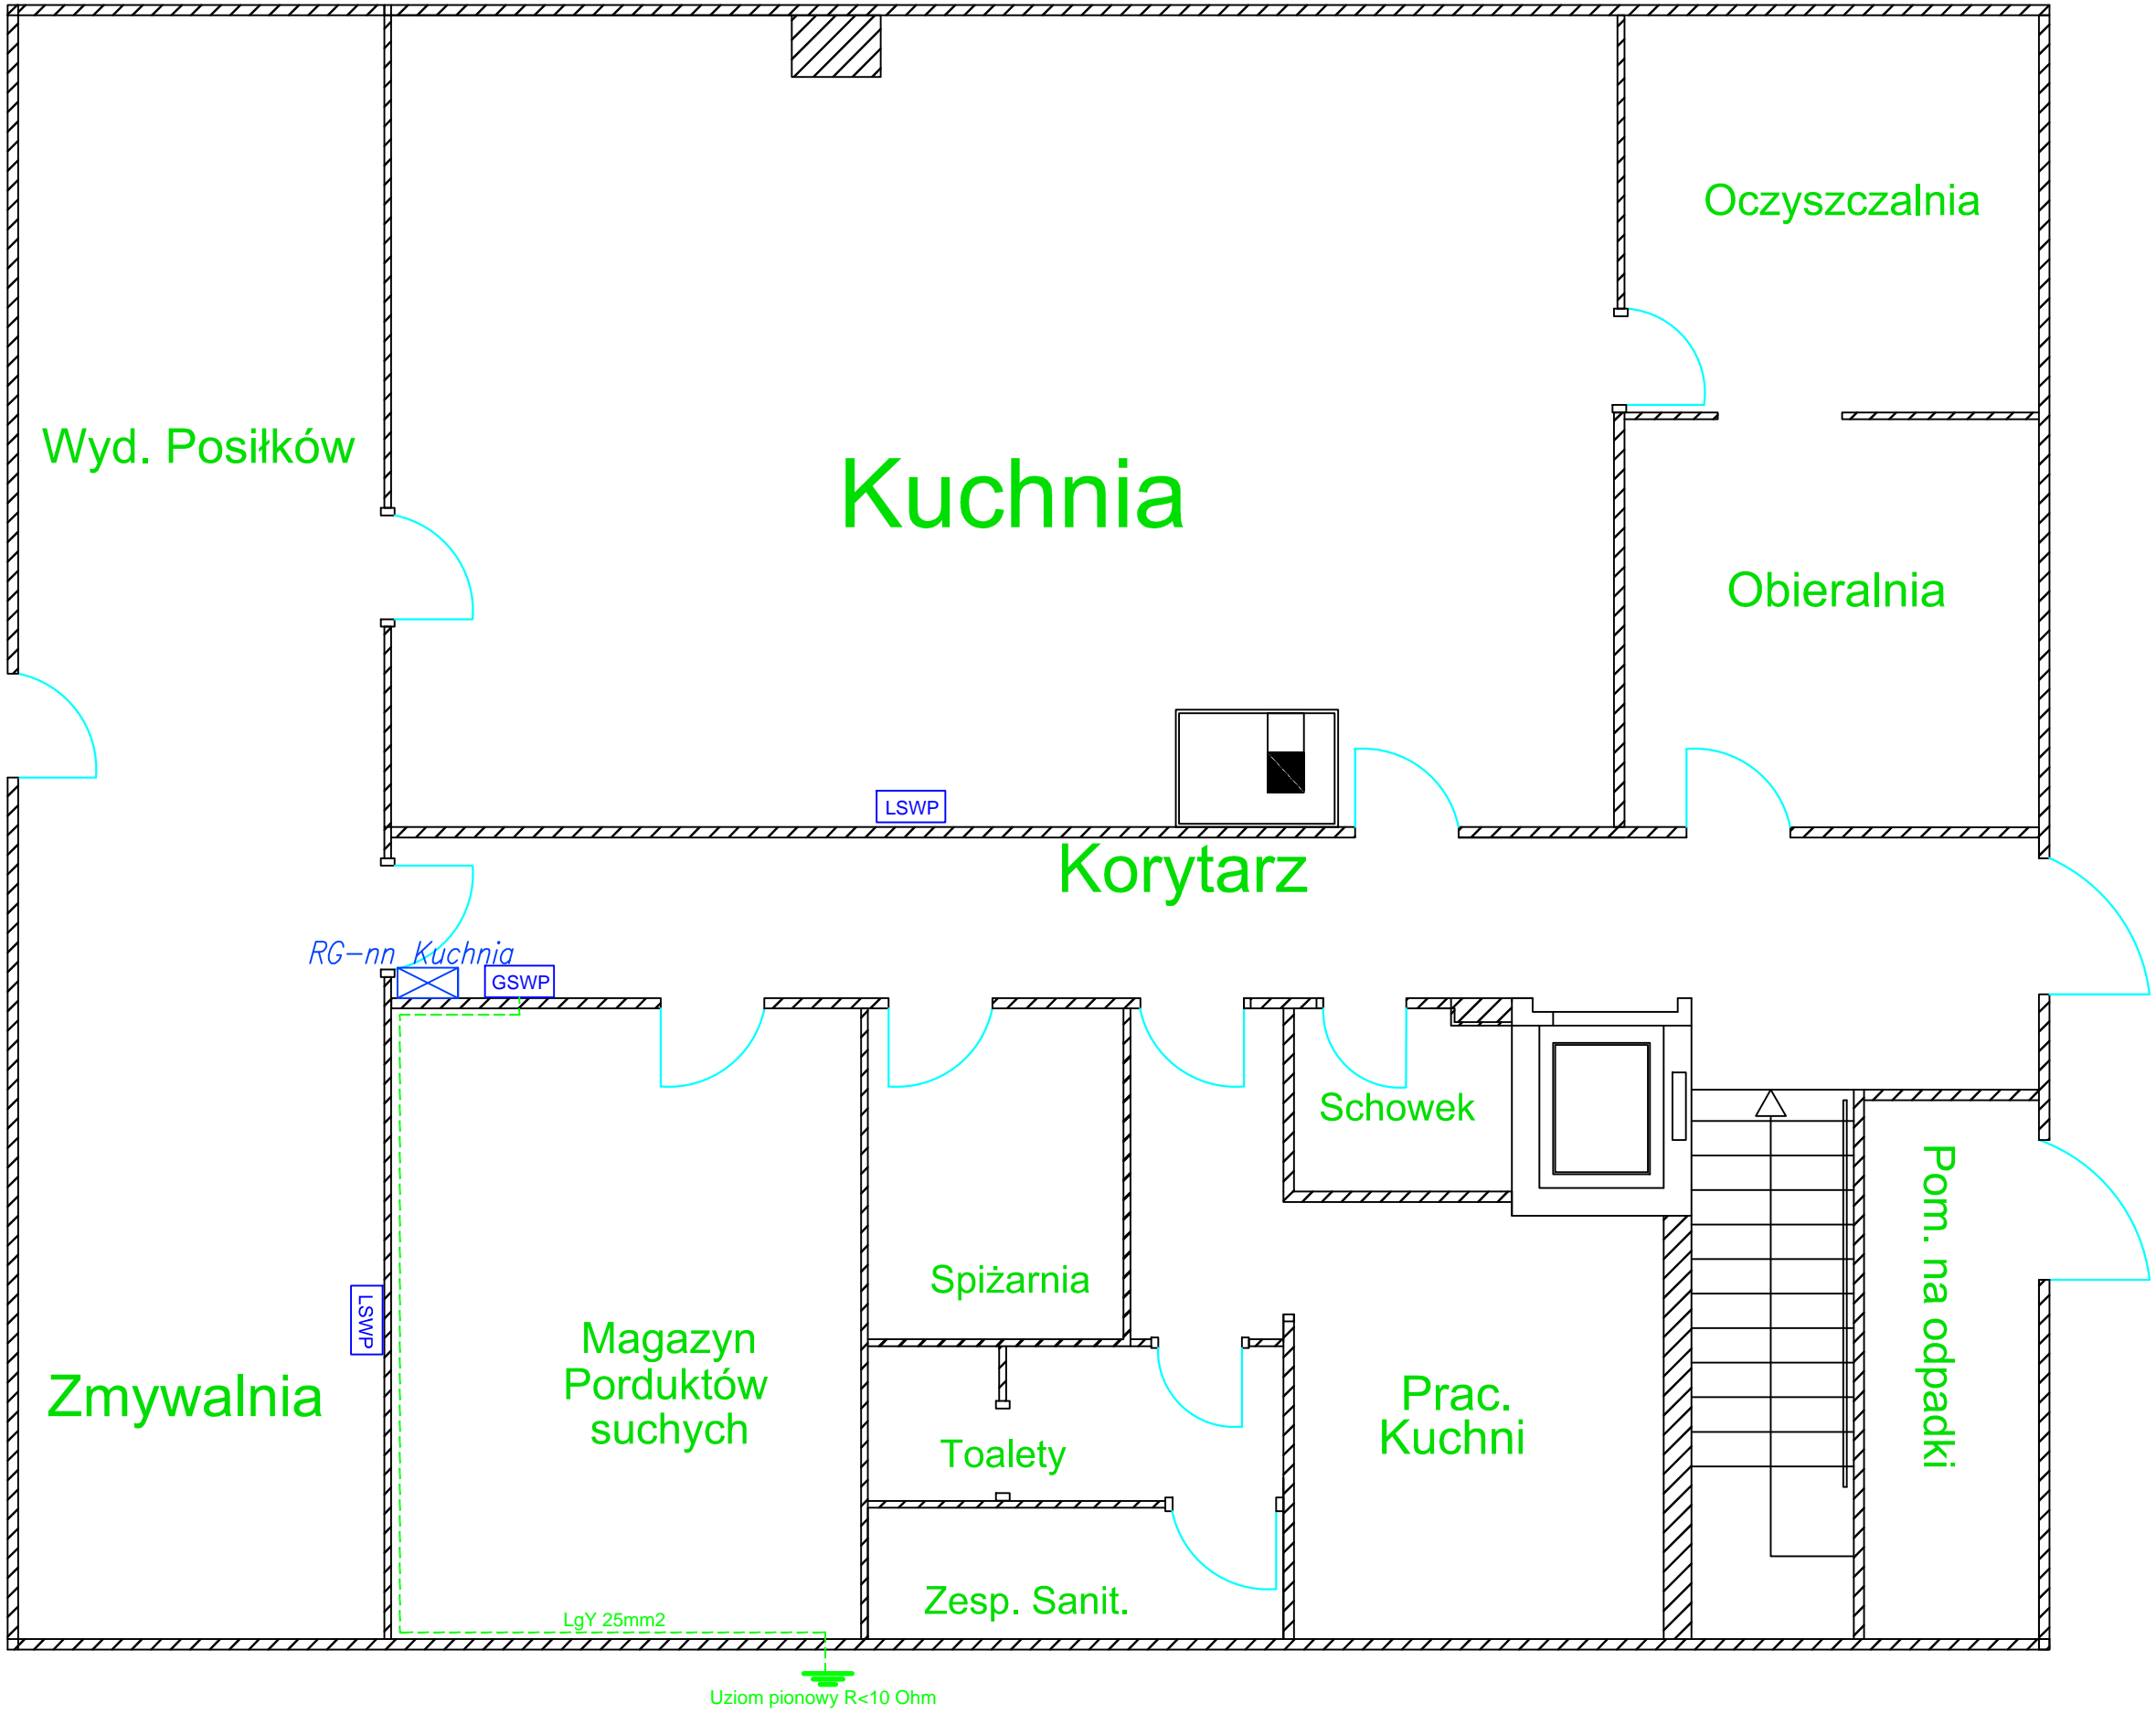 Oczyszczalnia
Wyd. Posiłków
Kuchnia
Obieralnia
LSWP
Korytarz
RG-nn Kuchnia
GSWP
Schowek
Pom. na odpadki
Spiżarnia
LSWP
Magazyn
Porduktów
suchych
Zmywalnia
Prac.
Kuchni
Toalety
Zesp. Sanit.
LgY 25mm2
Uziom pionowy R<10 Ohm